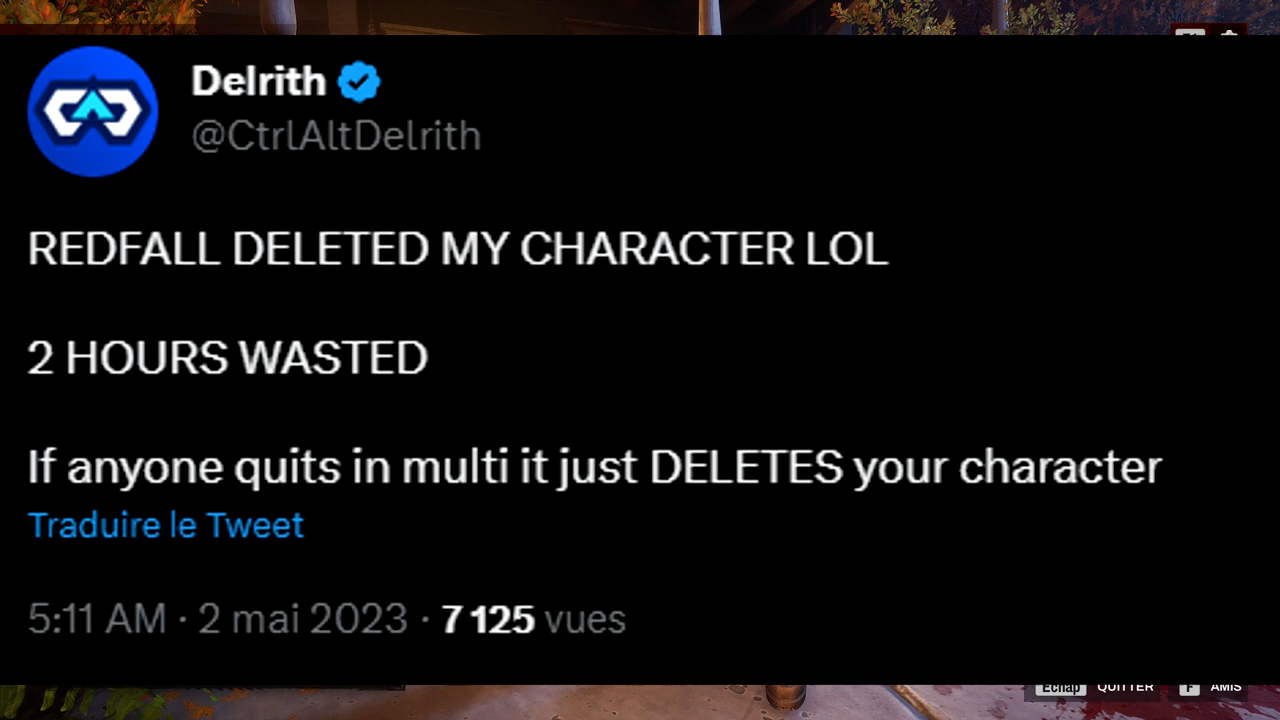 Delrith
@CtrlAltDelrith
REDFALL DELETED MY CHARACTER LOL
2 HOURS WASTED
If anyone quits in multi it just DELETES your character
Traduire le Tweet
5:11 AM · 2 mai 2023 · 7 125 vues
Echap QUITTER F AMIS